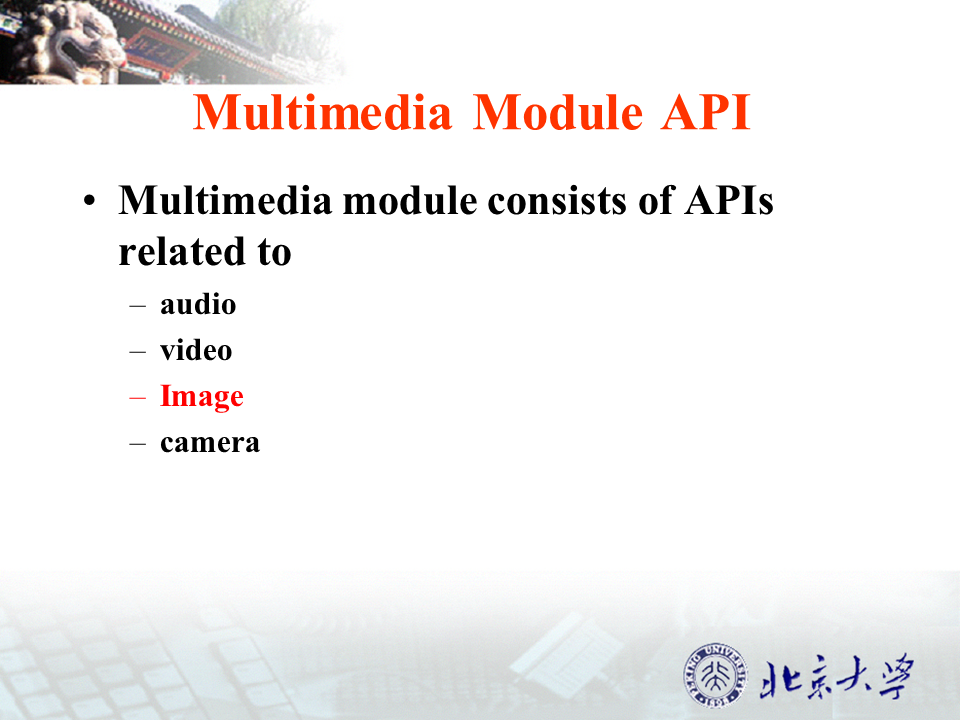 Multimedia Module API
• Multimedia module consists of APIs
related to
– audio
– video
– Image
– camera
PEKING UNIVERSITY
1898
北京大学